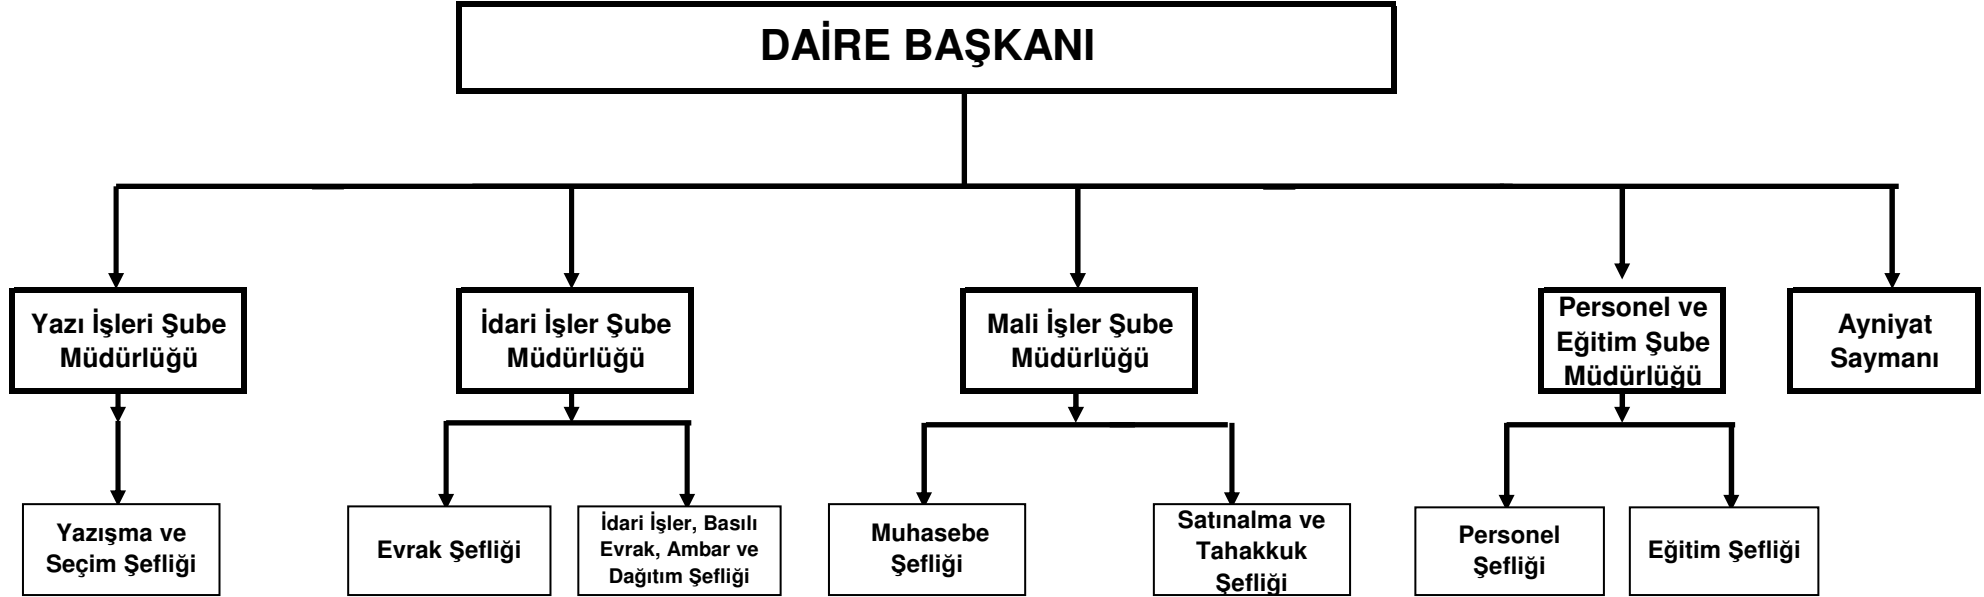 DAİRE BAŞKANI
Yazı İşleri Şube
Müdürlüğü
İdari İşler Şube
Müdürlüğü
Mali İşler Şube
Müdürlüğü
Personel ve
Eğitim Şube
Müdürlüğü
Ayniyat
Saymanı
Yazışma ve
Seçim Şefliği
Evrak Şefliği
İdari İşler, Basılı
Evrak, Ambar ve
Dağıtım Şefliği
Muhasebe
Şefliği
Satınalma ve
Tahakkuk
Şefliği
Personel
Şefliği
Eğitim Şefliği